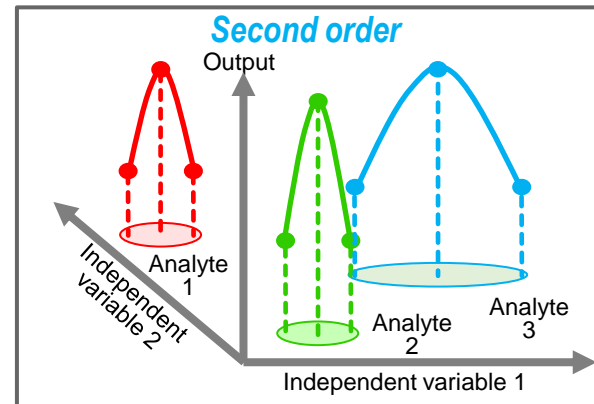 Second order
Output
Analyte
1
Independent
variable 2
Analyte
2
Analyte
3
Independent variable 1